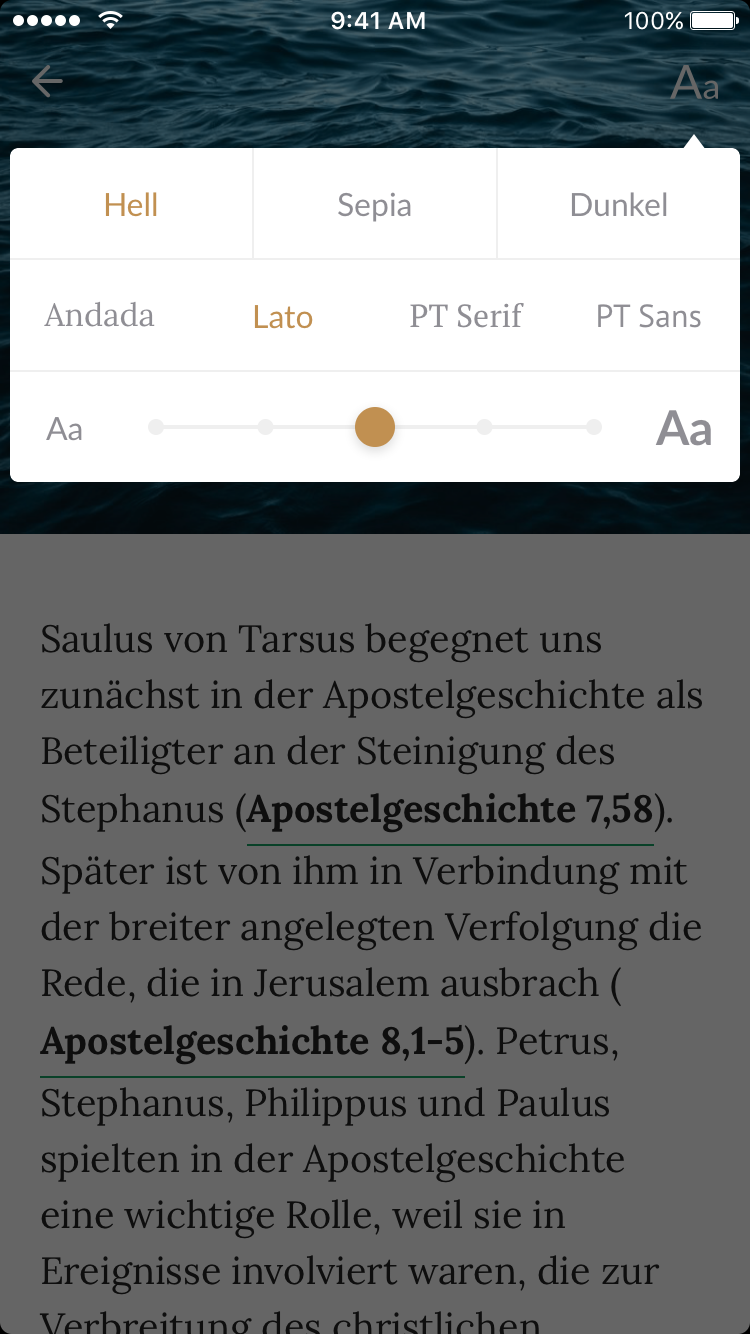 9:41 AM 100%
Aa
Hell Sepia Dunkel
Andada Lato PT Serif PT Sans
Aa Aa
Saulus von Tarsus begegnet uns
zunächst in der Apostelgeschichte als
Beteiligter an der Steinigung des
Stephanus (Apostelgeschichte 7,58).
Später ist von ihm in Verbindung mit
der breiter angelegten Verfolgung die
Rede, die in Jerusalem ausbrach (
Apostelgeschichte 8,1-5). Petrus,
Stephanus, Philippus und Paulus
spielten in der Apostelgeschichte
eine wichtige Rolle, weil sie in
Ereignisse involviert waren, die zur
Verbreitung des christlichen